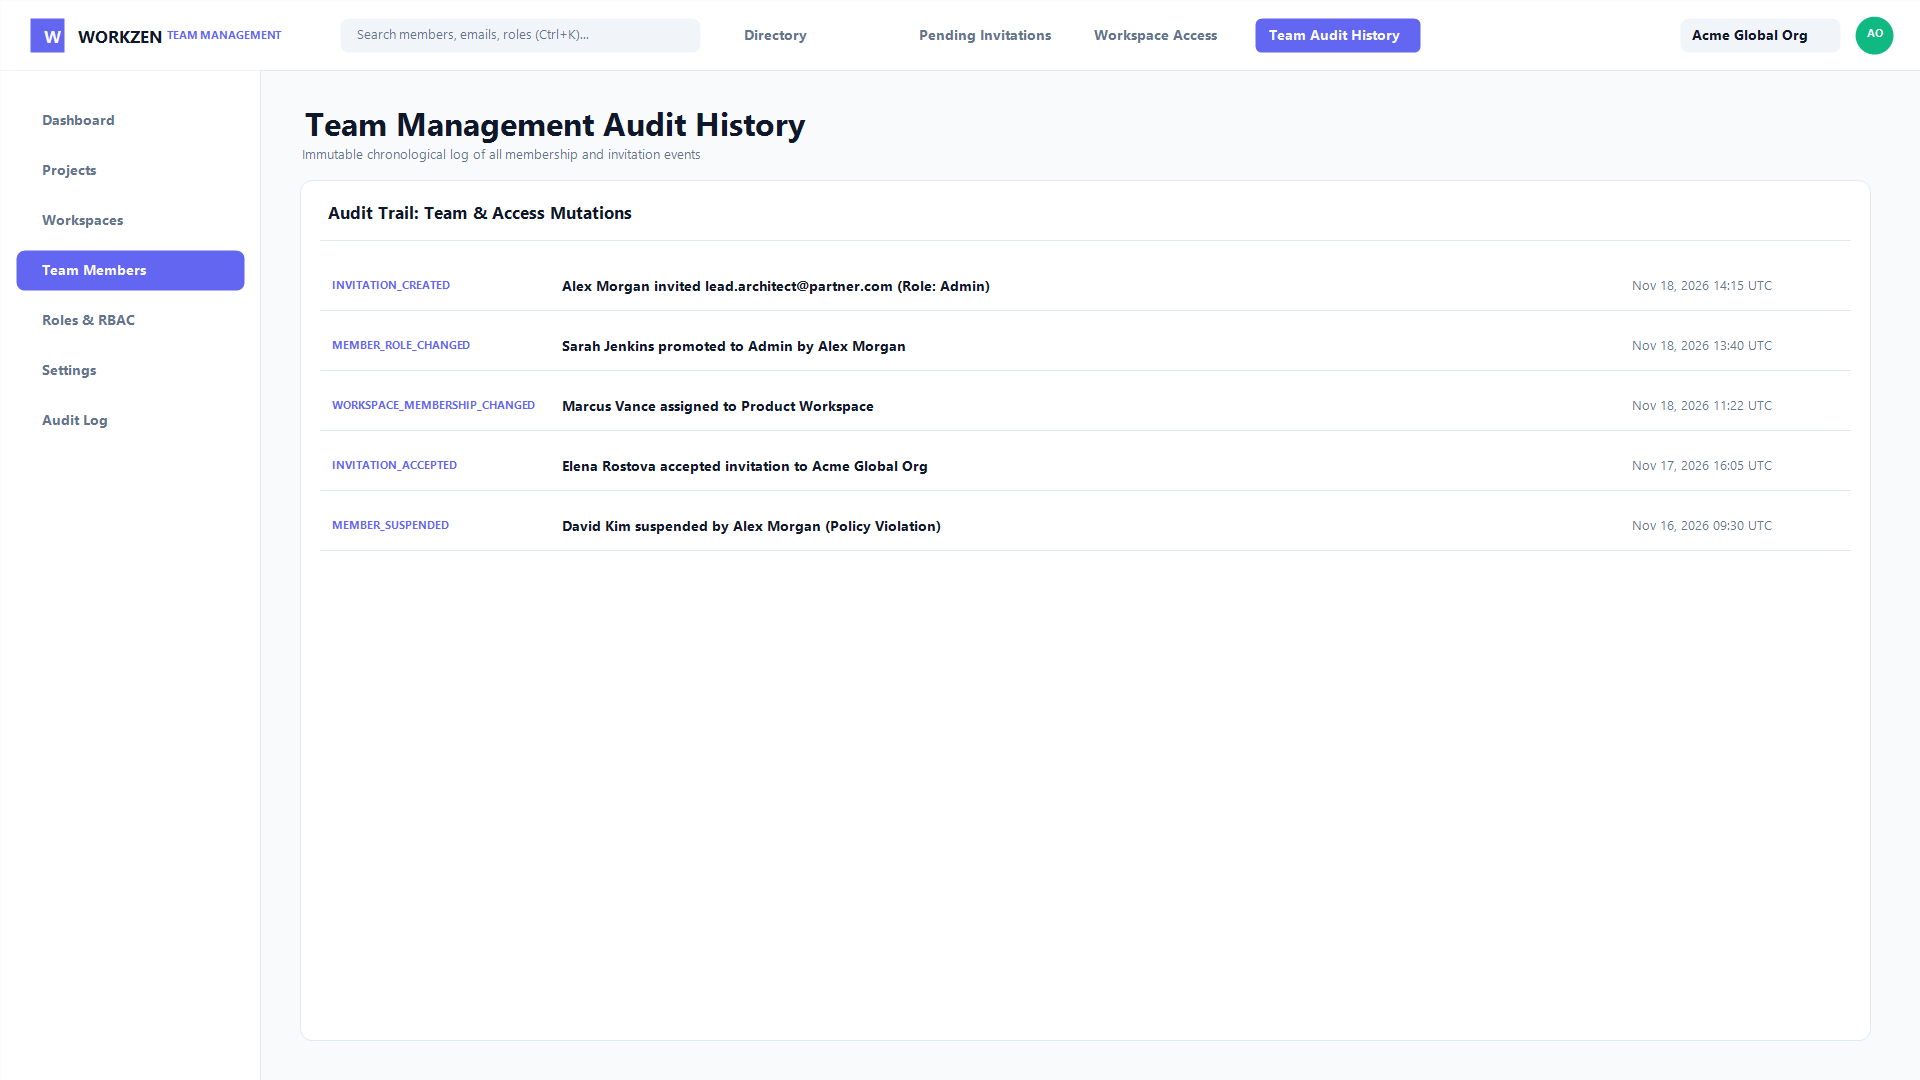 W WORKZEN TEAM MANAGEMENT
Search members, emails, roles (Ctrl+K)...
Directory
Pending Invitations
Workspace Access
Team Audit History
Acme Global Org
AO
Dashboard
Projects
Workspaces
Team Members
Roles & RBAC
Settings
Audit Log
Team Management Audit History
Immutable chronological log of all membership and invitation events
Audit Trail: Team & Access Mutations
INVITATION_CREATED Alex Morgan invited lead.architect@partner.com (Role: Admin) Nov 18, 2026 14:15 UTC
MEMBER_ROLE_CHANGED Sarah Jenkins promoted to Admin by Alex Morgan Nov 18, 2026 13:40 UTC
WORKSPACE_MEMBERSHIP_CHANGED Marcus Vance assigned to Product Workspace Nov 18, 2026 11:22 UTC
INVITATION_ACCEPTED Elena Rostova accepted invitation to Acme Global Org Nov 17, 2026 16:05 UTC
MEMBER_SUSPENDED David Kim suspended by Alex Morgan (Policy Violation) Nov 16, 2026 09:30 UTC